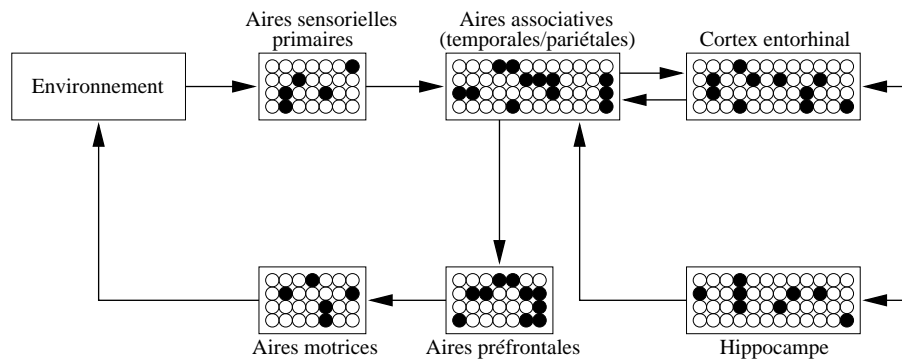 Aires sensorielles
primaires
Aires associatives
(temporales/pariétales)
Cortex entorhinal
Environnement
Aires motrices
Aires préfrontales
Hippocampe